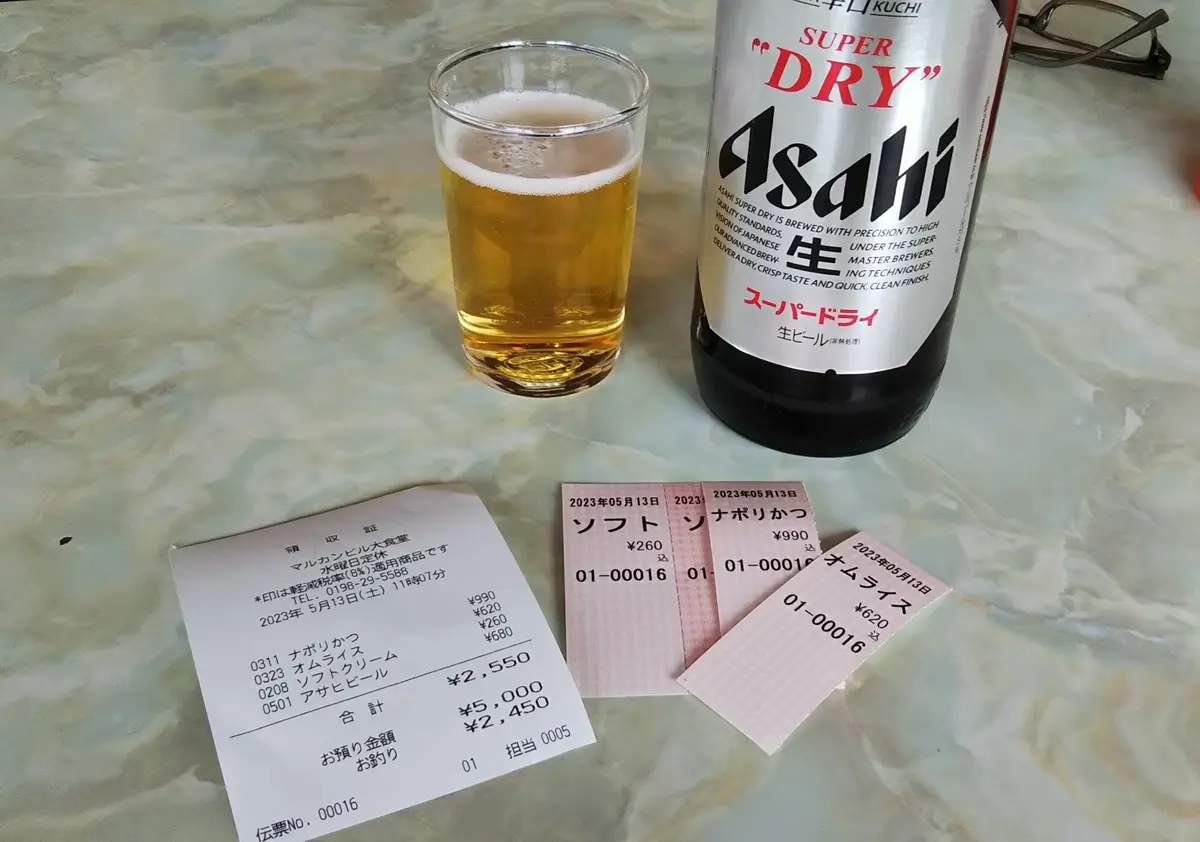 辛口 KUCHI
SUPER
"DRY"
Asahi
ASAHI SUPER DRY IS BREWED WITH PRECISION TO HIGH
QUALITY STANDARDS, UNDER THE SUPER-
VISION OF JAPANESE MASTER BREWERS.
OUR ADVANCED BREW- ING TECHNIQUES
DELIVER A DRY, CRISP TASTE AND QUICK, CLEAN FINISH.
生
スーパードライ
生ビール(非熱処理)
領収証
マルカンビル大食堂
水曜日定休
*印は軽減税率(8%)適用商品です
TEL. 0198-29-5588
2023年 5月13日(土) 11時07分
0311 ナポリかつ ¥990
0323 オムライス ¥620
0208 ソフトクリーム ¥260
0501 アサヒビール ¥680
合計 ¥2,550
お預り金額 ¥5,000
お釣り ¥2,450
01 担当 0005
伝票No. 00016
2023年05月13日
ソフト
¥260
込
01-00016
2023
ソ
01-
2023年05月13日
ナポリかつ
¥990
込
01-00016
2023年05月13日
オムライス
¥620
込
01-00016